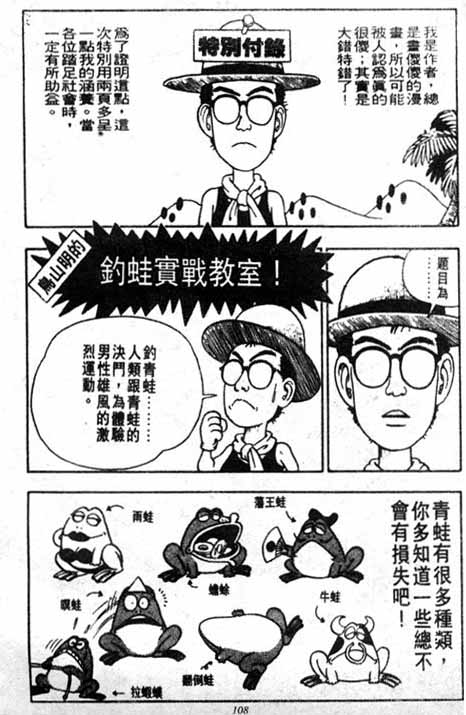 特別付錄
我是作者，總
是畫傻傻的漫
畫，所以可能
被人認爲眞的
很傻；其實是
大錯特錯了！
爲了證明這點，這
次特別用兩頁多呈
一點我的涵養。當
各位踏足社會時，
一定有所助益。
題目為……
鳥山明的
釣蛙實戰教室！
釣青蛙………
人類跟青蛙的
決鬥，為體驗
男性雄風的激
烈運動。
青蛙有很多種類，
你多知道一些總不
會有損失吧！
雨蛙
蟾蜍
藩王蛙
瞑蛙
拉蝦蟆
翻倒蛙
牛蛙
108